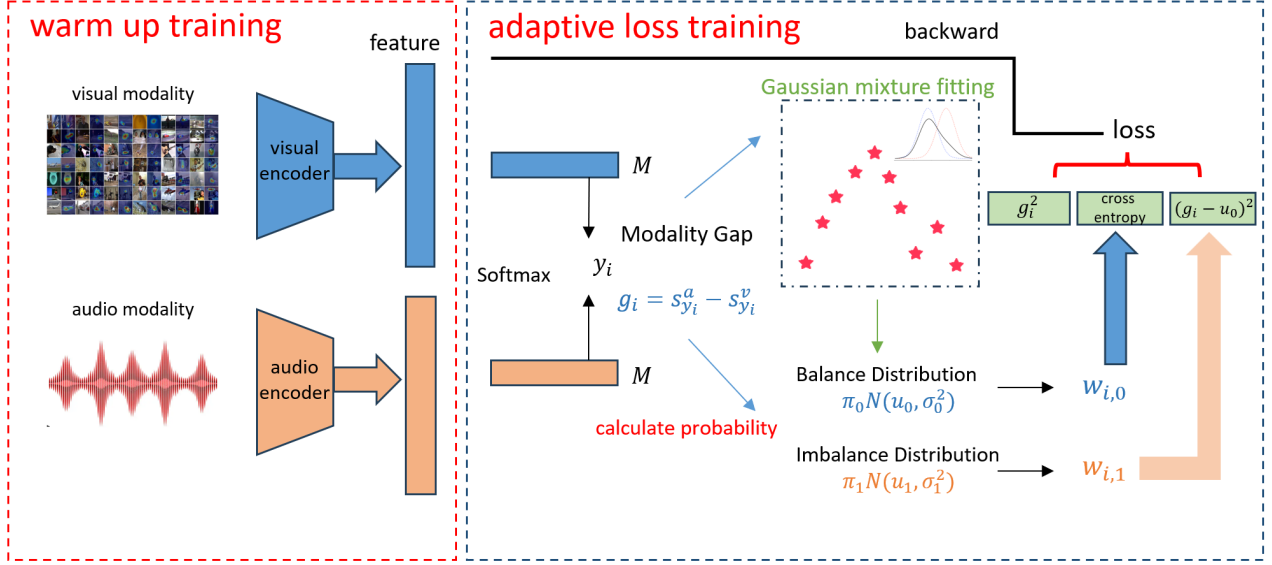 warm up training
feature
visual modality
visual
encoder
audio modality
audio
encoder
adaptive loss training
backward
Gaussian mixture fitting
loss
M
g_i^2
cross
entropy
(g_i − u_0)^2
Modality Gap
Softmax
y_i
g_i = s_{y_i}^a − s_{y_i}^v
M
calculate probability
Balance Distribution
π_0 N(u_0, σ_0^2)
w_{i,0}
Imbalance Distribution
π_1 N(u_1, σ_1^2)
w_{i,1}